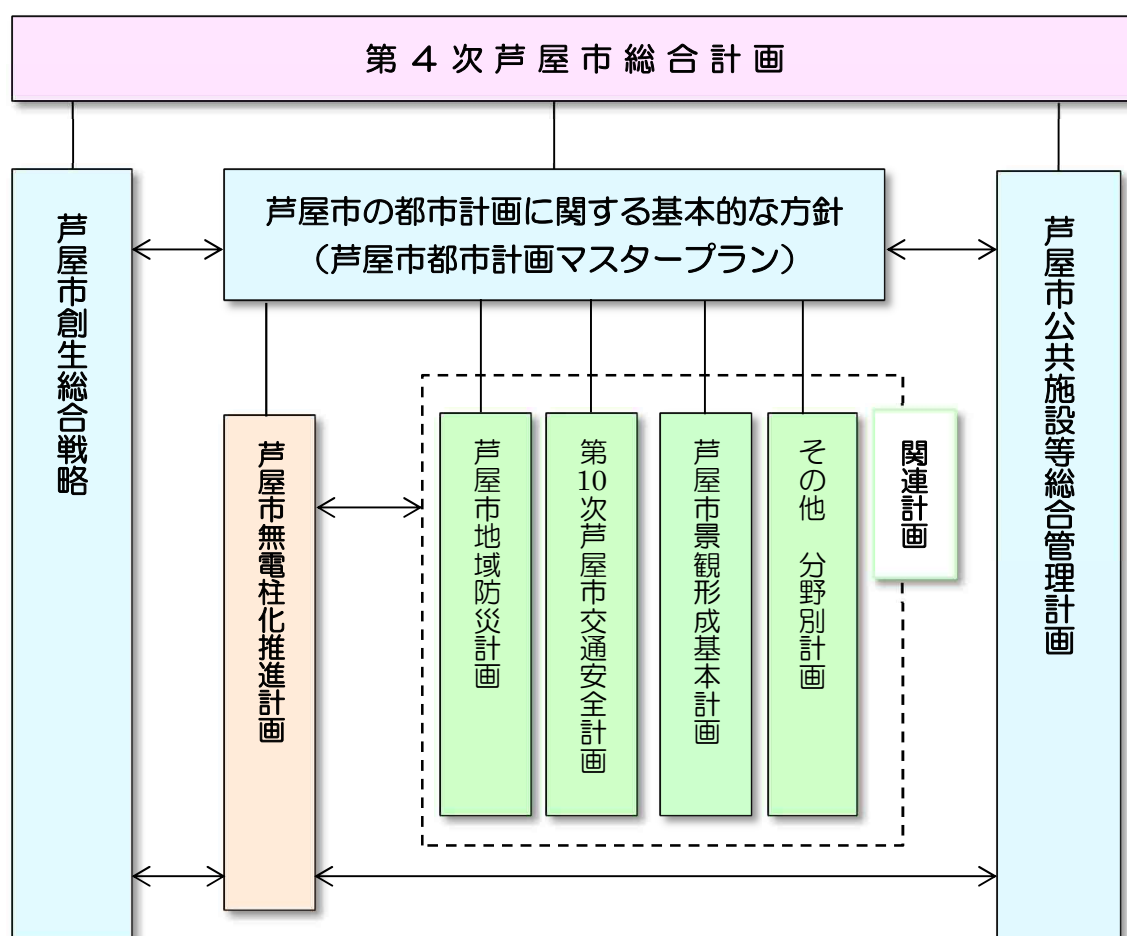 第４次芦屋市総合計画
芦屋市創生総合戦略
芦屋市の都市計画に関する基本的な方針
（芦屋市都市計画マスタープラン）
芦屋市公共施設等総合管理計画
芦屋市無電柱化推進計画
芦屋市地域防災計画
第10次芦屋市交通安全計画
芦屋市景観形成基本計画
その他　分野別計画
関連計画